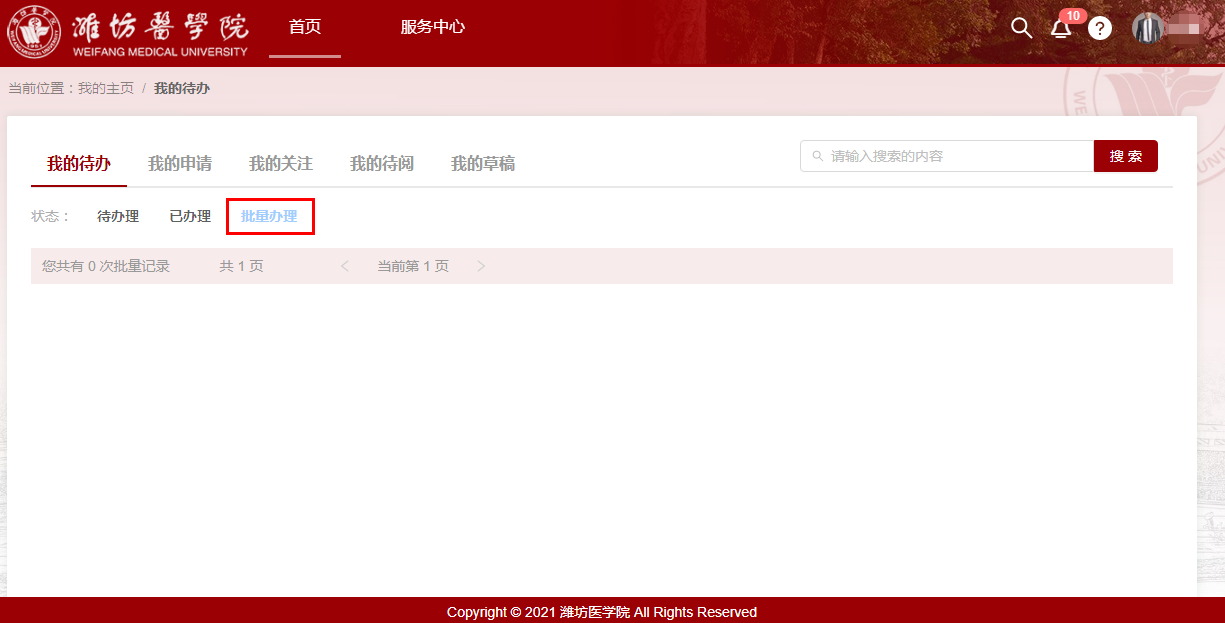 潍坊醫學院 首页 服务中心 10 ?
WEIFANG MEDICAL UNIVERSITY
当前位置：我的主页 / 我的待办
我的待办 我的申请 我的关注 我的待阅 我的草稿 请输入搜索的内容 搜 索
状态： 待办理 已办理 批量办理
您共有 0 次批量记录 共 1 页 < 当前第 1 页 >
Copyright © 2021 潍坊医学院 All Rights Reserved